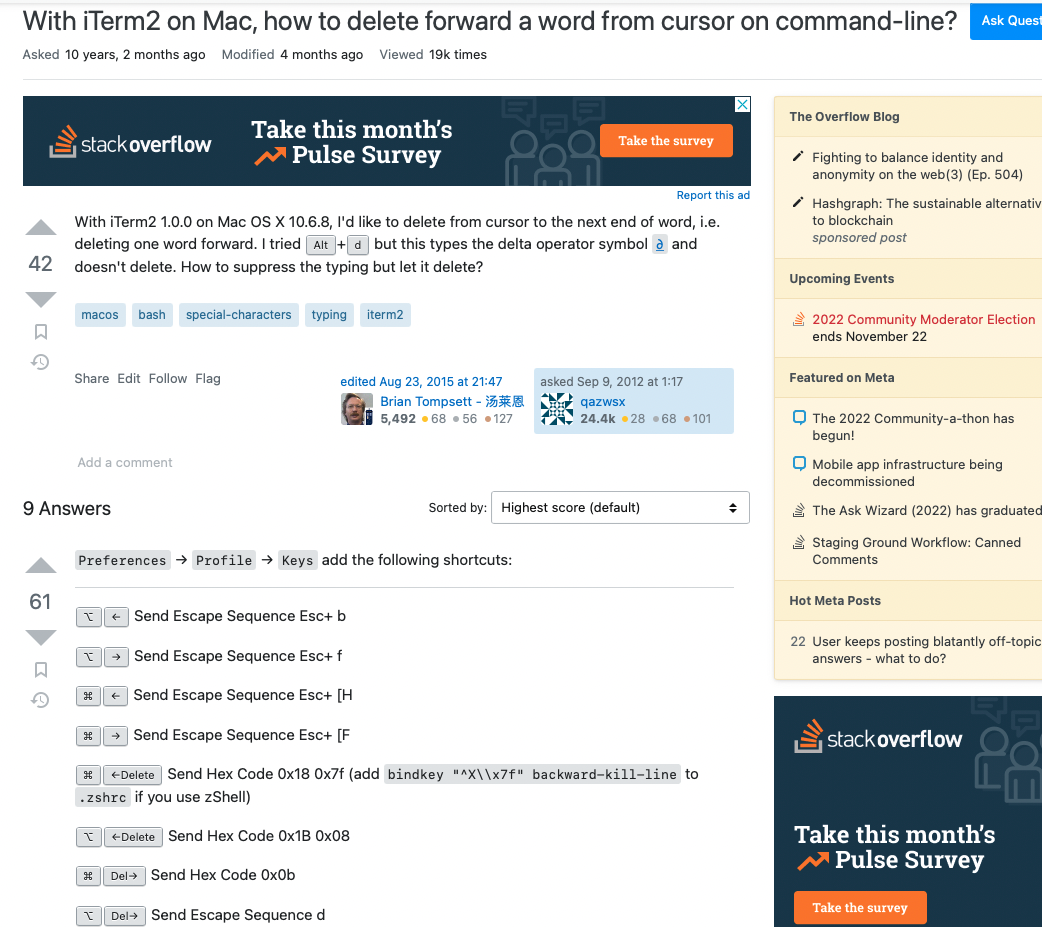 With iTerm2 on Mac, how to delete forward a word from cursor on command-line?
Ask Quest
Asked 10 years, 2 months ago Modified 4 months ago Viewed 19k times
stackoverflow
Take this month's
Pulse Survey
Take the survey
Report this ad
42
With iTerm2 1.0.0 on Mac OS X 10.6.8, I'd like to delete from cursor to the next end of word, i.e.
deleting one word forward. I tried Alt+d but this types the delta operator symbol ∂ and
doesn't delete. How to suppress the typing but let it delete?
macos bash special-characters typing iterm2
Share Edit Follow Flag
edited Aug 23, 2015 at 21:47
Brian Tompsett - 汤莱恩
5,492 ●68 ●56 ●127
asked Sep 9, 2012 at 1:17
qazwsx
24.4k ●28 ●68 ●101
Add a comment
9 Answers
Sorted by: Highest score (default)
61
Preferences → Profile → Keys add the following shortcuts:
⌥ ← Send Escape Sequence Esc+ b
⌥ → Send Escape Sequence Esc+ f
⌘ ← Send Escape Sequence Esc+ [H
⌘ → Send Escape Sequence Esc+ [F
⌘ ←Delete Send Hex Code 0x18 0x7f (add bindkey "^X\\x7f" backward-kill-line to
.zshrc if you use zShell)
⌥ ←Delete Send Hex Code 0x1B 0x08
⌘ Del→ Send Hex Code 0x0b
⌥ Del→ Send Escape Sequence d
The Overflow Blog
Fighting to balance identity and
anonymity on the web(3) (Ep. 504)
Hashgraph: The sustainable alternativ
to blockchain
sponsored post
Upcoming Events
2022 Community Moderator Election
ends November 22
Featured on Meta
The 2022 Community-a-thon has
begun!
Mobile app infrastructure being
decommissioned
The Ask Wizard (2022) has graduated
Staging Ground Workflow: Canned
Comments
Hot Meta Posts
22 User keeps posting blatantly off-topic
answers - what to do?
stackoverflow
Take this month's
Pulse Survey
Take the survey